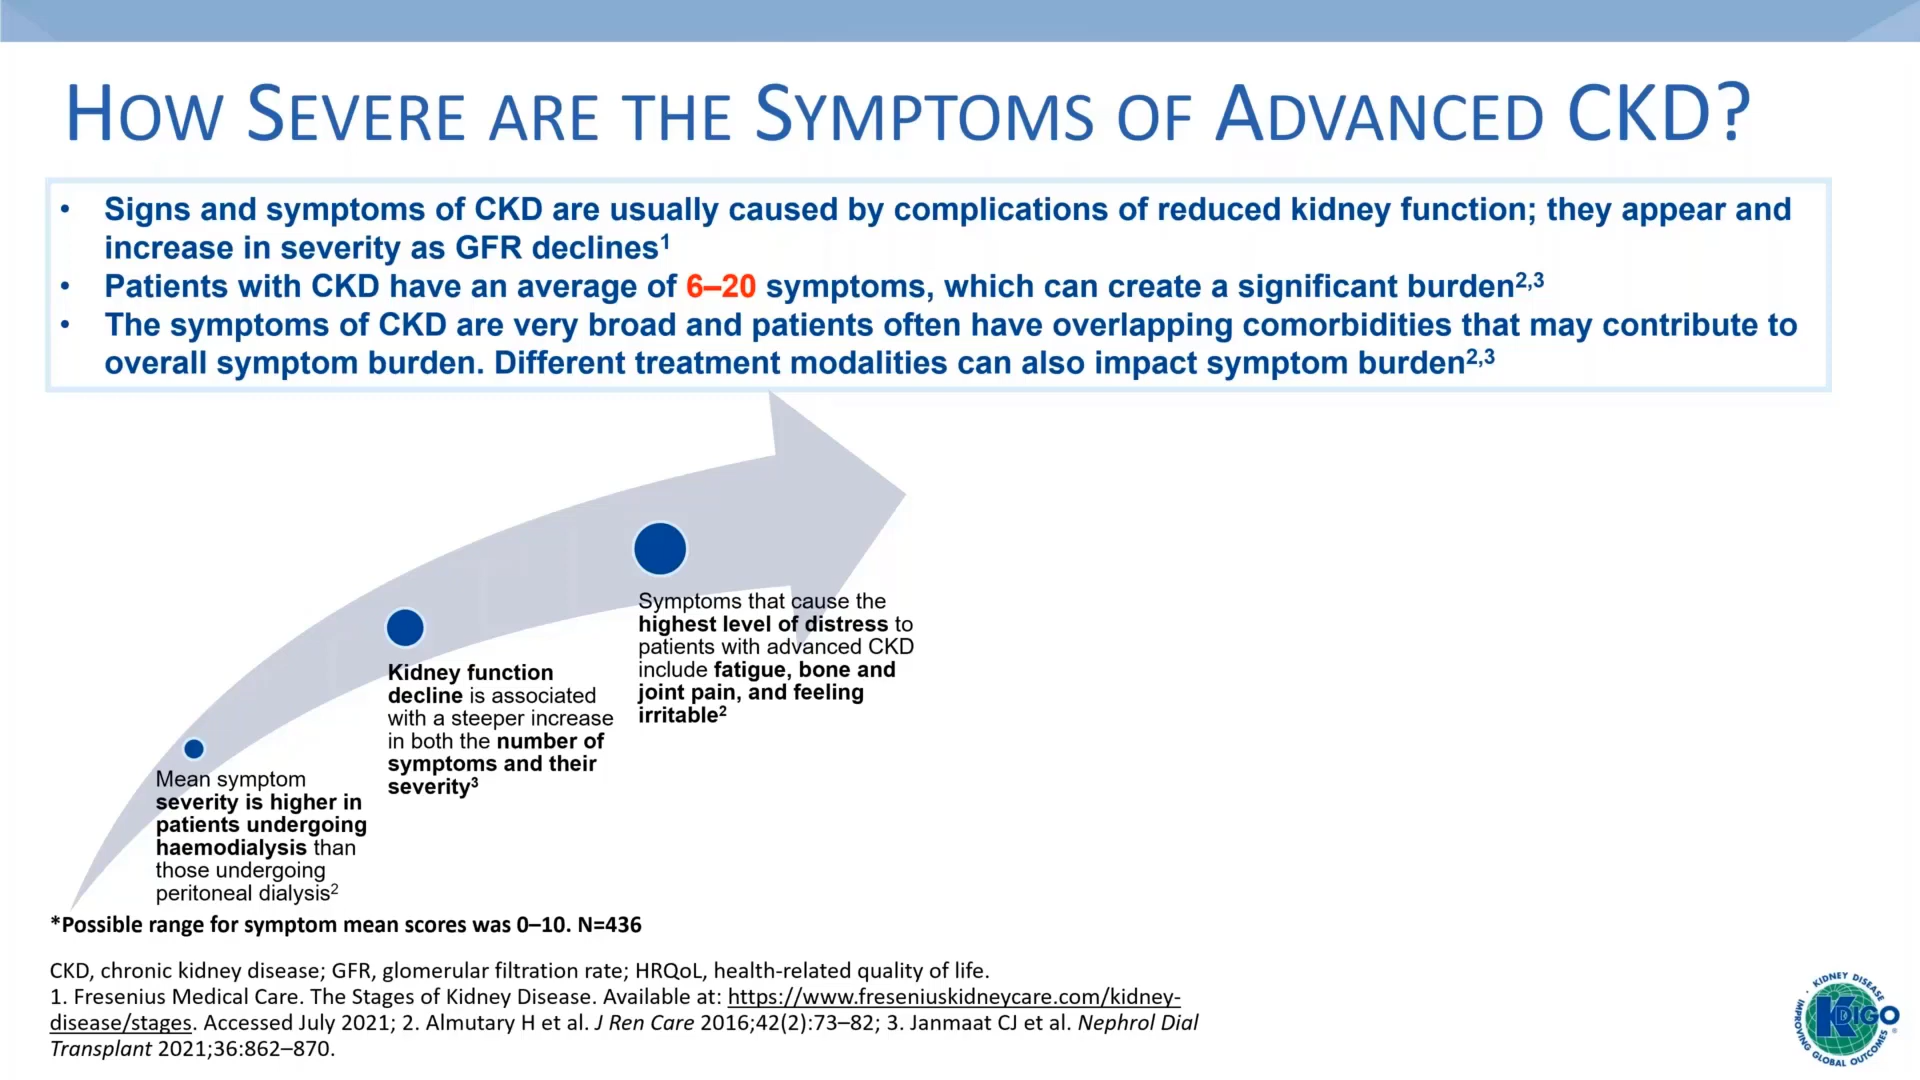 HOW SEVERE ARE THE SYMPTOMS OF ADVANCED CKD?
• Signs and symptoms of CKD are usually caused by complications of reduced kidney function; they appear and
increase in severity as GFR declines1
• Patients with CKD have an average of 6–20 symptoms, which can create a significant burden2,3
• The symptoms of CKD are very broad and patients often have overlapping comorbidities that may contribute to
overall symptom burden. Different treatment modalities can also impact symptom burden2,3
Mean symptom
severity is higher in
patients undergoing
haemodialysis than
those undergoing
peritoneal dialysis2
Kidney function
decline is associated
with a steeper increase
in both the number of
symptoms and their
severity3
Symptoms that cause the
highest level of distress to
patients with advanced CKD
include fatigue, bone and
joint pain, and feeling
irritable2
*Possible range for symptom mean scores was 0–10. N=436
CKD, chronic kidney disease; GFR, glomerular filtration rate; HRQoL, health-related quality of life.
1. Fresenius Medical Care. The Stages of Kidney Disease. Available at: https://www.freseniuskidneycare.com/kidney-
disease/stages. Accessed July 2021; 2. Almutary H et al. J Ren Care 2016;42(2):73–82; 3. Janmaat CJ et al. Nephrol Dial
Transplant 2021;36:862–870.
KIDNEY DISEASE
KDIGO
IMPROVING GLOBAL OUTCOMES
®